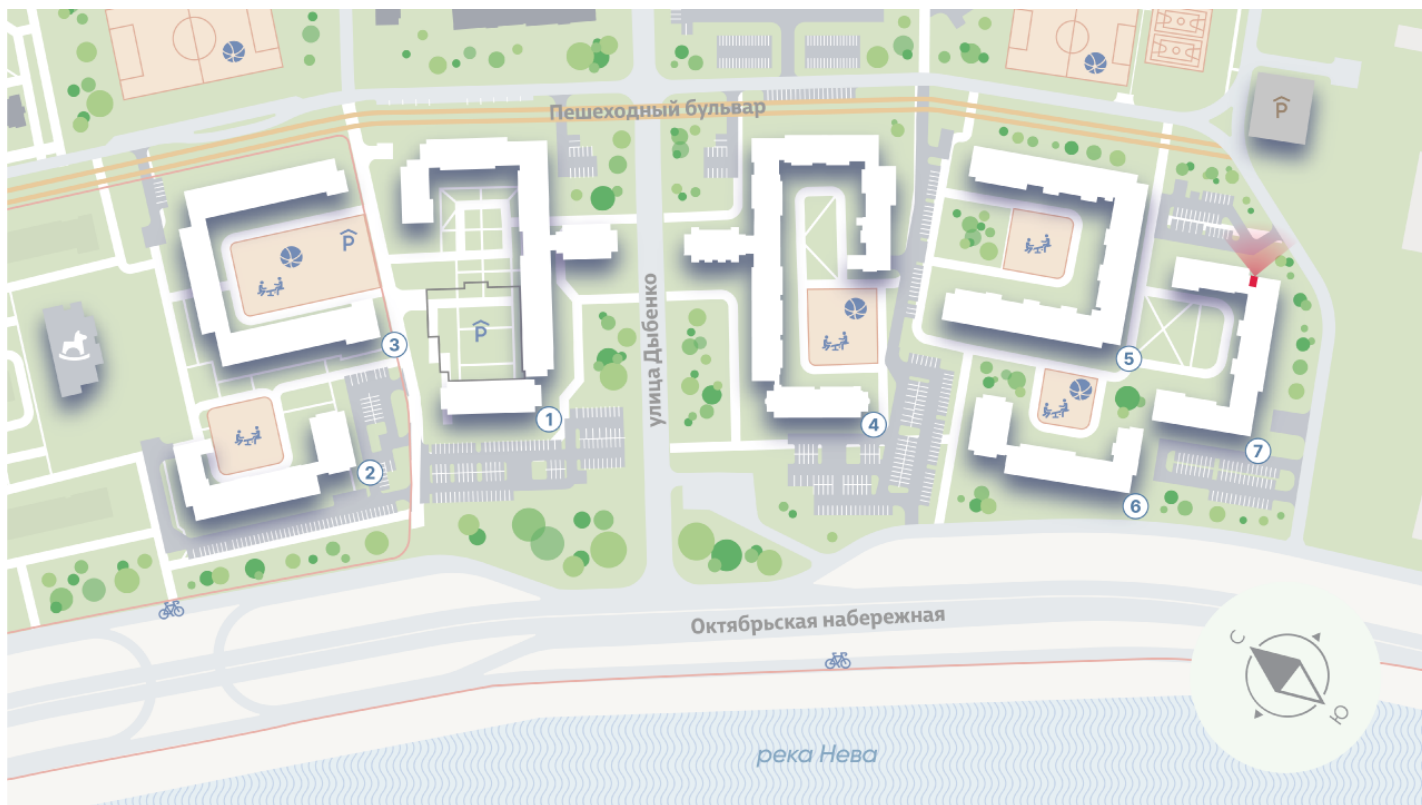 Пешеходный бульвар
Р
Р
Р
улица Дыбенко
3
5
1
4
7
2
6
Октябрьская набережная
С
Ю
река Нева